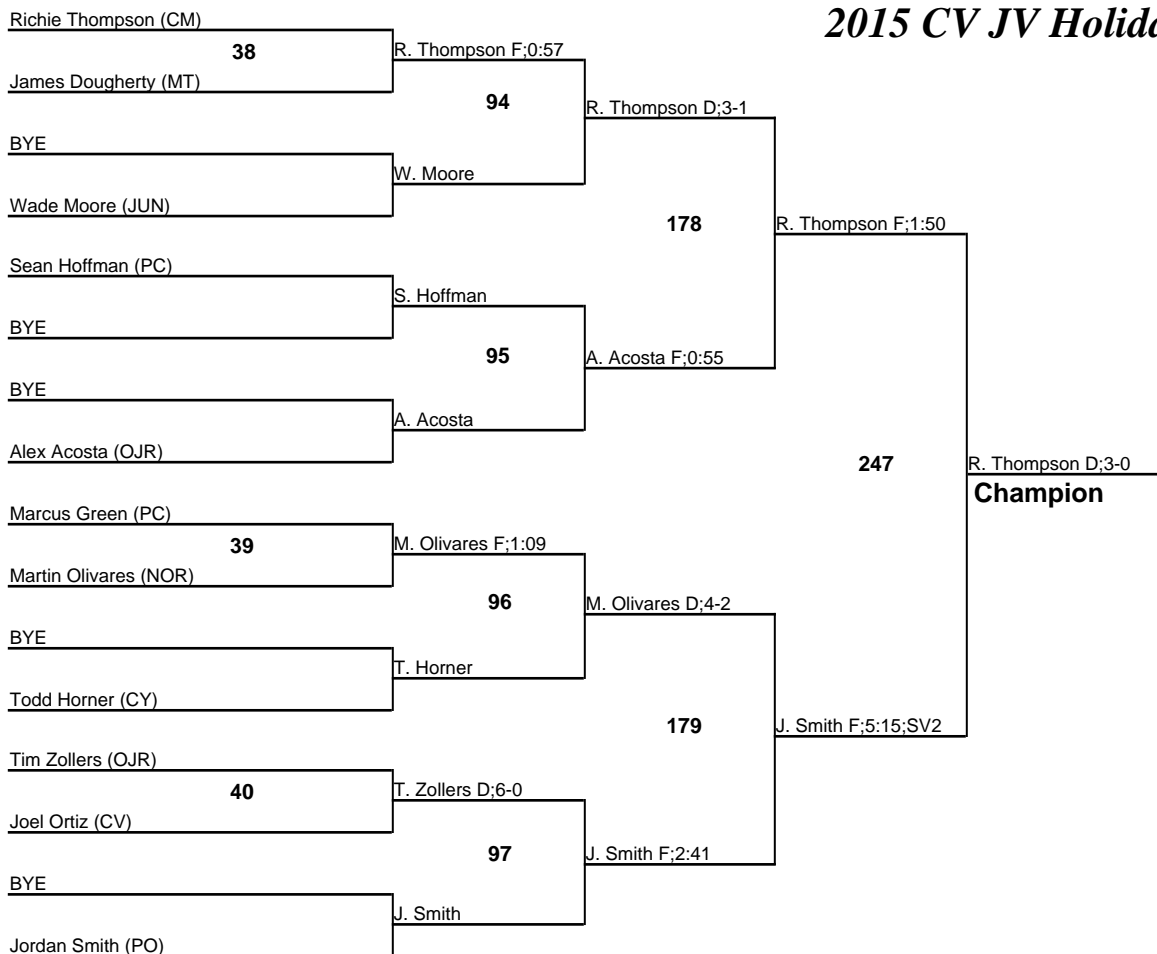 2015 CV JV Holida
Richie Thompson (CM)
38
R. Thompson F;0:57
James Dougherty (MT)
94
R. Thompson D;3-1
BYE
W. Moore
Wade Moore (JUN)
178
R. Thompson F;1:50
Sean Hoffman (PC)
S. Hoffman
BYE
95
A. Acosta F;0:55
BYE
A. Acosta
Alex Acosta (OJR)
247
R. Thompson D;3-0
Champion
Marcus Green (PC)
39
M. Olivares F;1:09
Martin Olivares (NOR)
96
M. Olivares D;4-2
BYE
T. Horner
Todd Horner (CY)
179
J. Smith F;5:15;SV2
Tim Zollers (OJR)
40
T. Zollers D;6-0
Joel Ortiz (CV)
97
J. Smith F;2:41
BYE
J. Smith
Jordan Smith (PO)